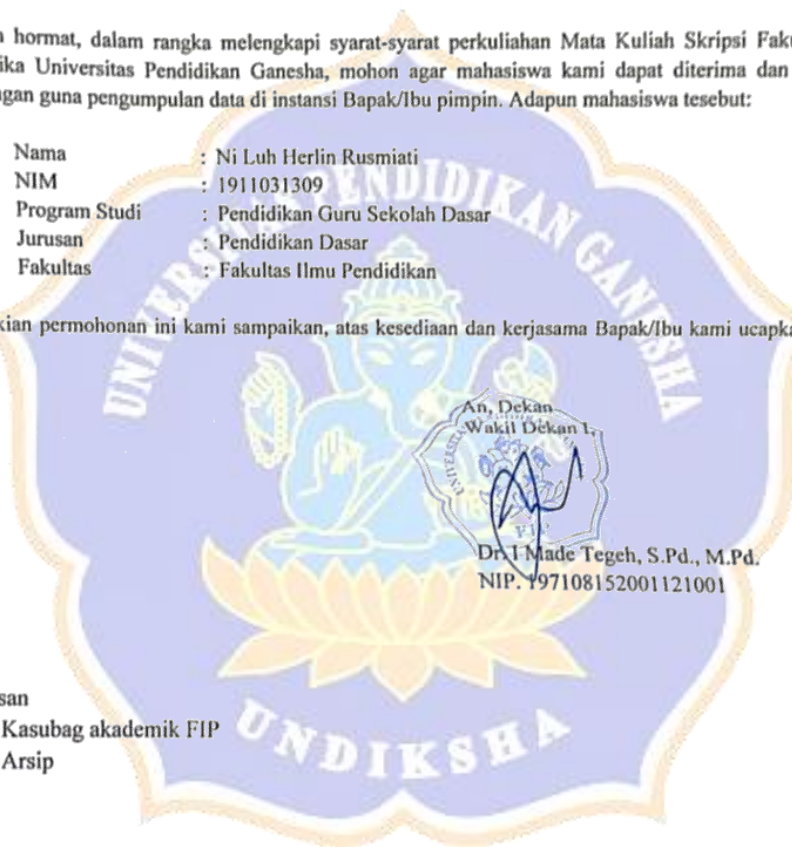 hormat, dalam rangka melengkapi syarat-syarat perkuliahan Mata Kuliah Skripsi Faku
ika Universitas Pendidikan Ganesha, mohon agar mahasiswa kami dapat diterima dan
gan guna pengumpulan data di instansi Bapak/Ibu pimpin. Adapun mahasiswa tesebut:
Nama : Ni Luh Herlin Rusmiati
NIM : 1911031309
Program Studi : Pendidikan Guru Sekolah Dasar
Jurusan : Pendidikan Dasar
Fakultas : Fakultas Ilmu Pendidikan
kian permohonan ini kami sampaikan, atas kesediaan dan kerjasama Bapak/Ibu kami ucapka
An, Dekan
Wakil Dekan I,
UNIVERSITA
FIP
Dr. I Made Tegeh, S.Pd., M.Pd.
NIP. 197108152001121001
san
Kasubag akademik FIP
Arsip
UNIVERSITAS PENDIDIKAN GANESHA
UNDIKSHA